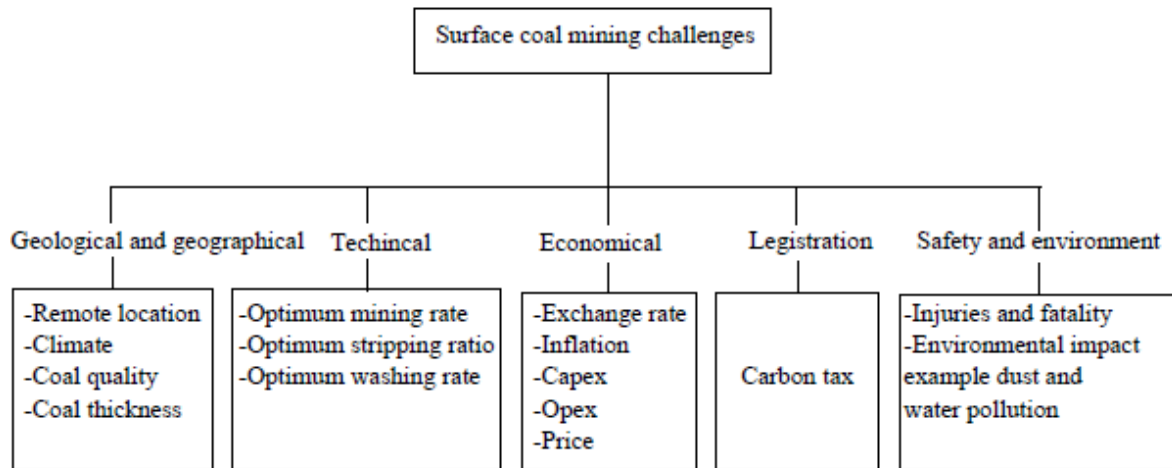 Surface coal mining challenges
Geological and geographical
Techincal
Economical
Legistration
Safety and environment
-Remote location
-Climate
-Coal quality
-Coal thickness
-Optimum mining rate
-Optimum stripping ratio
-Optimum washing rate
-Exchange rate
-Inflation
-Capex
-Opex
-Price
Carbon tax
-Injuries and fatality
-Environmental impact
example dust and
water pollution